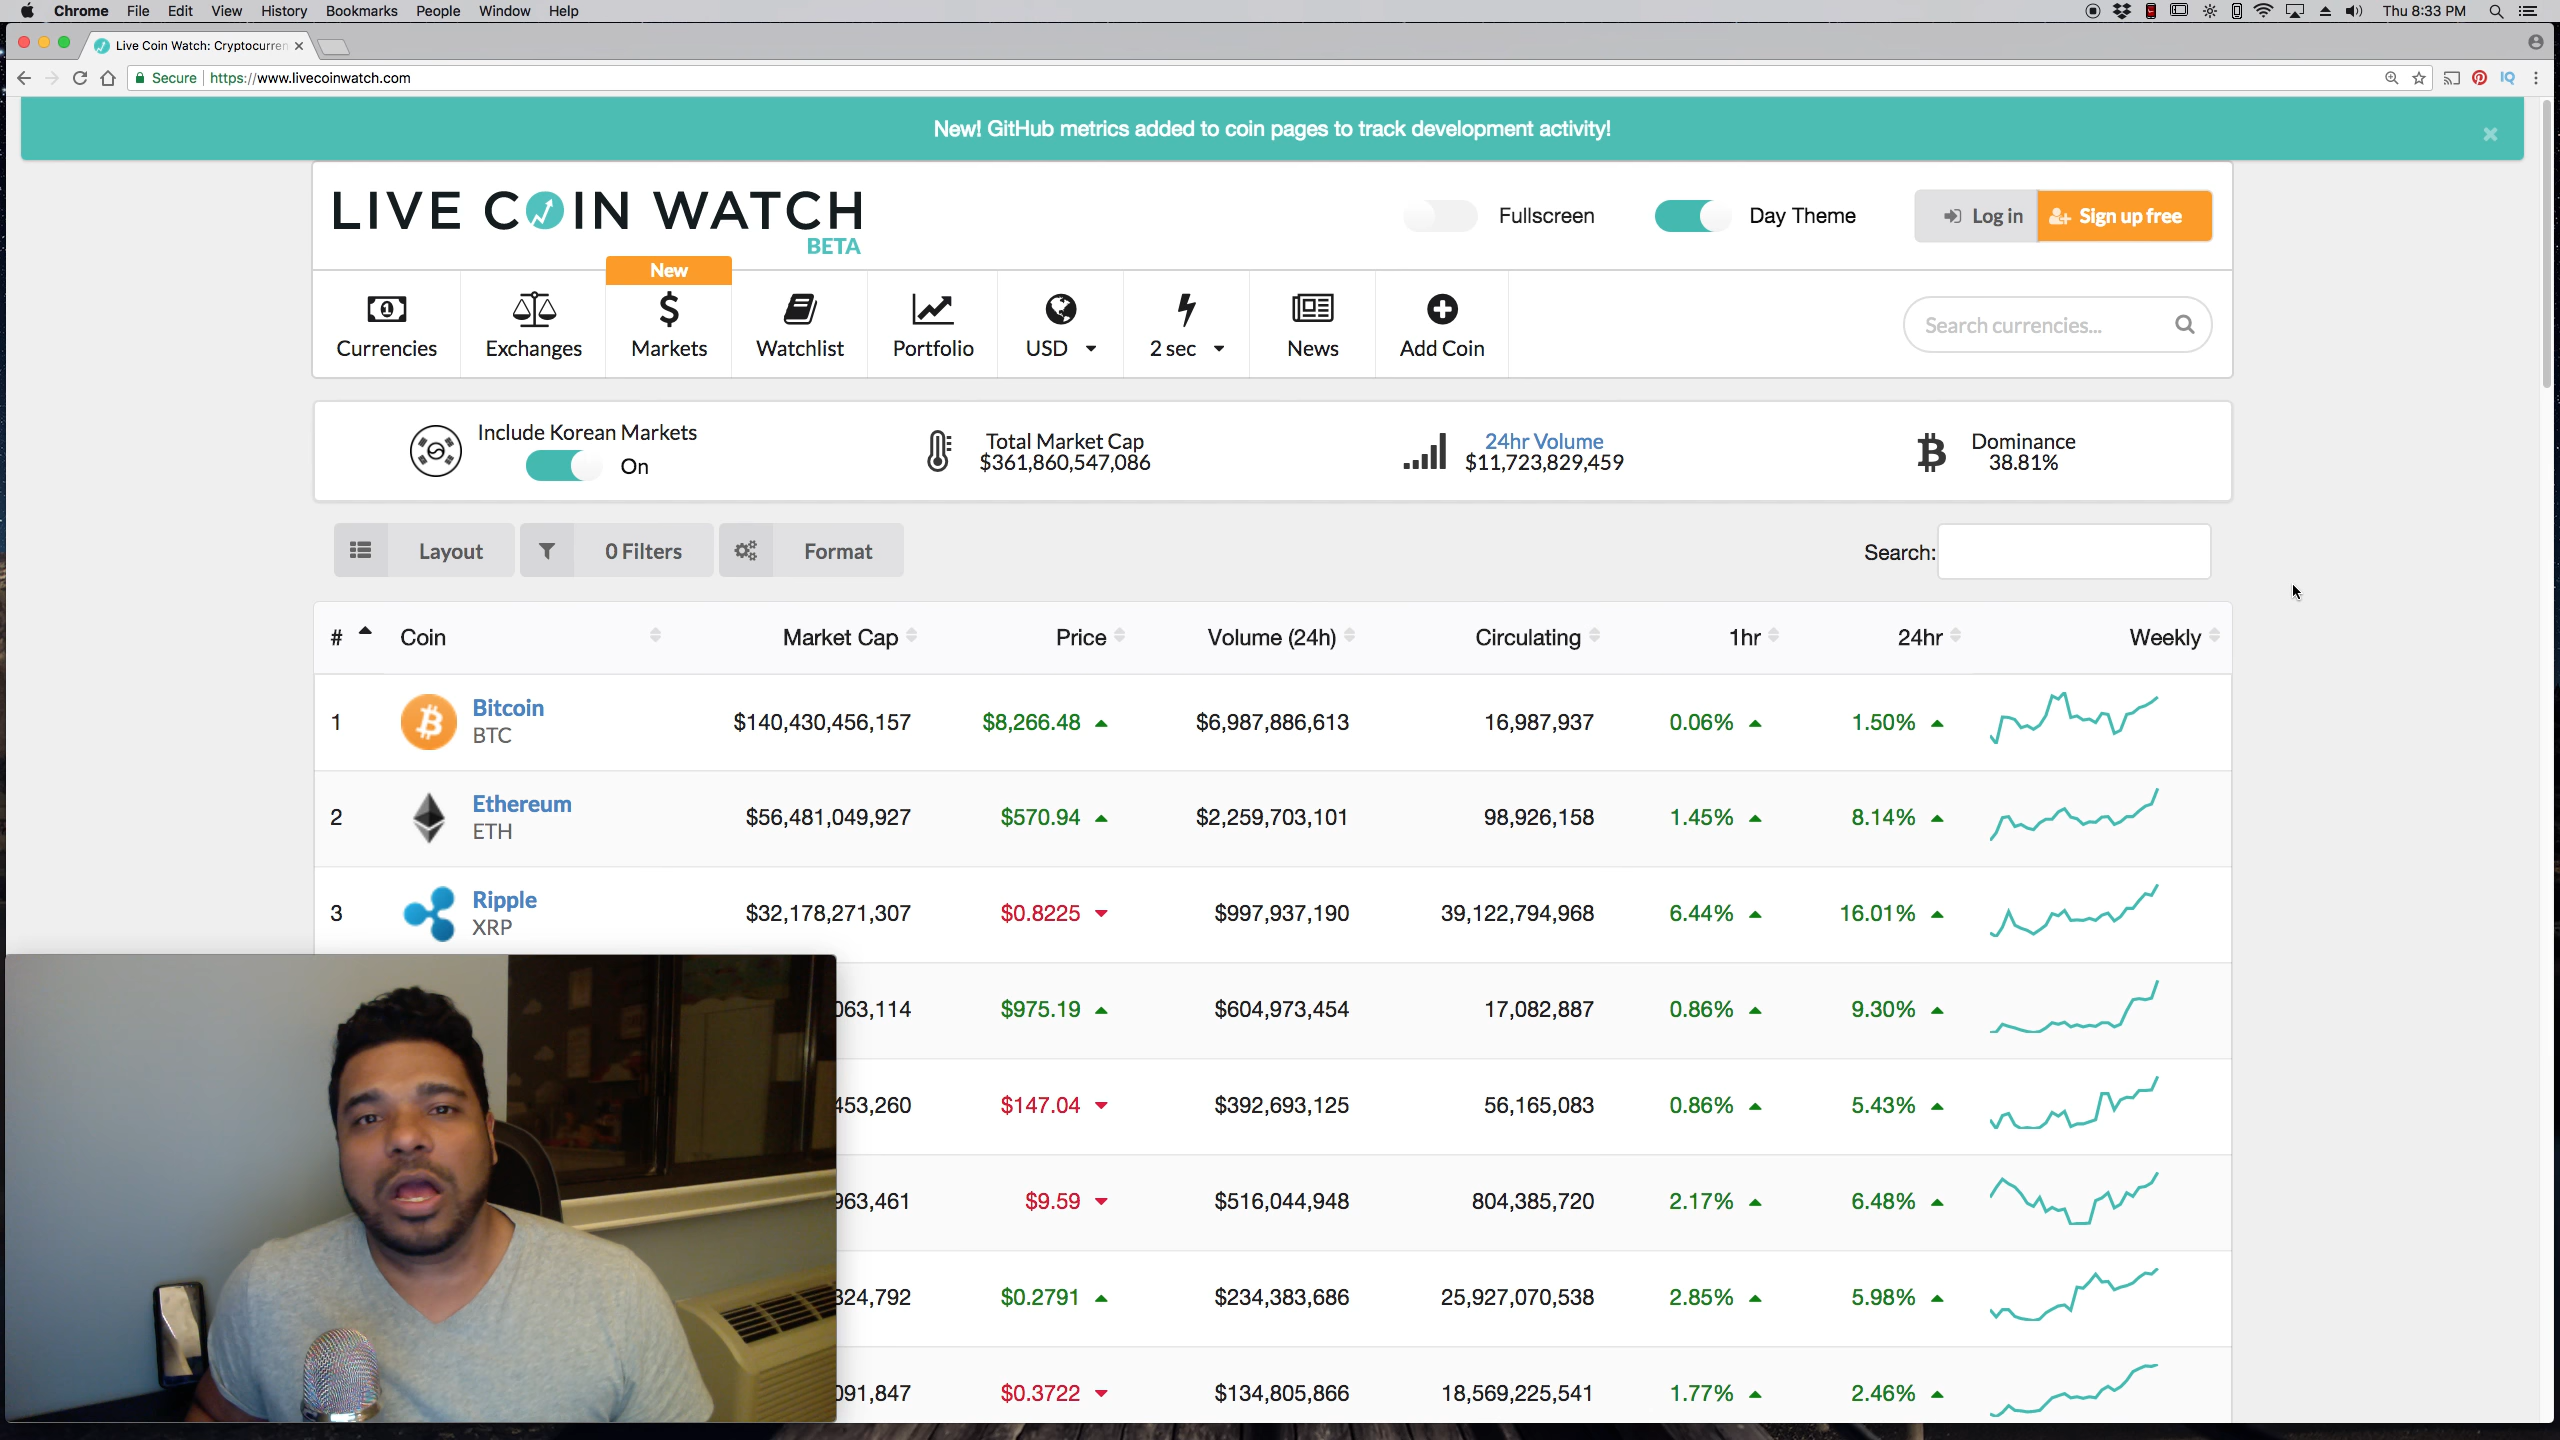 Chrome File Edit View History Bookmarks People Window Help Thu 8:33 PM
Live Coin Watch: Cryptocurren
Secure https://www.livecoinwatch.com
New! GitHub metrics added to coin pages to track development activity!
LIVE COIN WATCH
BETA
Fullscreen Day Theme Log in Sign up free
New
Currencies Exchanges Markets Watchlist Portfolio USD 2 sec News Add Coin
Search currencies...
Include Korean Markets
On
Total Market Cap
$361,860,547,086
24hr Volume
$11,723,829,459
Dominance
38.81%
Layout 0 Filters Format Search:
# Coin Market Cap Price Volume (24h) Circulating 1hr 24hr Weekly
1 Bitcoin BTC $140,430,456,157 $8,266.48 $6,987,886,613 16,987,937 0.06% 1.50%
2 Ethereum ETH $56,481,049,927 $570.94 $2,259,703,101 98,926,158 1.45% 8.14%
3 Ripple XRP $32,178,271,307 $0.8225 $997,937,190 39,122,794,968 6.44% 16.01%
063,114 $975.19 $604,973,454 17,082,887 0.86% 9.30%
453,260 $147.04 $392,693,125 56,165,083 0.86% 5.43%
963,461 $9.59 $516,044,948 804,385,720 2.17% 6.48%
324,792 $0.2791 $234,383,686 25,927,070,538 2.85% 5.98%
091,847 $0.3722 $134,805,866 18,569,225,541 1.77% 2.46%